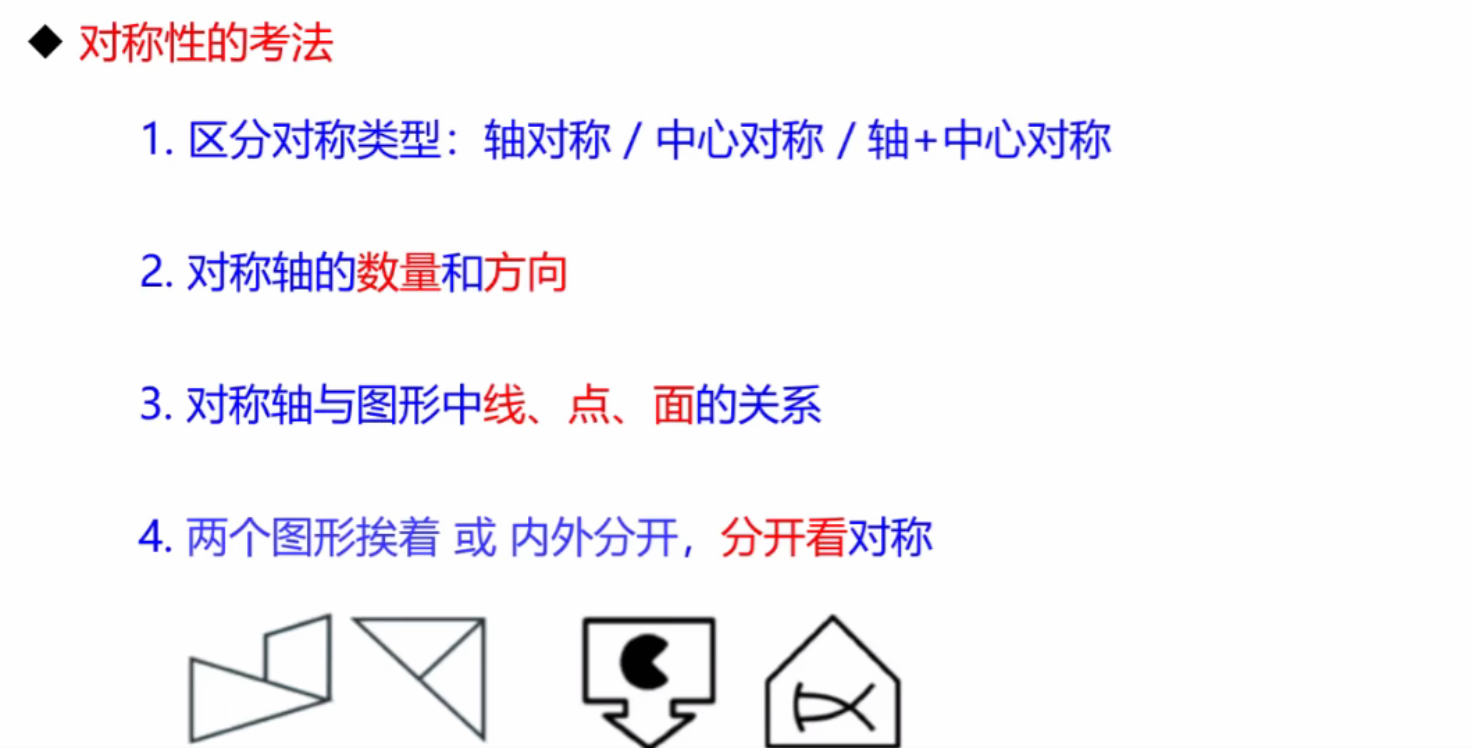 ◆ 对称性的考法
1. 区分对称类型：轴对称 / 中心对称 / 轴+中心对称
2. 对称轴的数量和方向
3. 对称轴与图形中线、点、面的关系
4. 两个图形挨着 或 内外分开，分开看对称